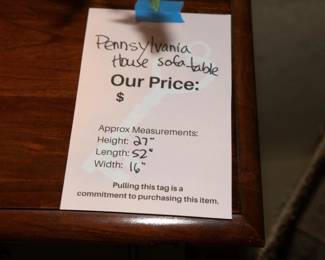 Pennsylvania
House sofa-table
Our Price:
$
Approx Measurements:
Height: 27"
Length: 52"
Width: 16"
Pulling this tag is a
commitment to purchasing this item.